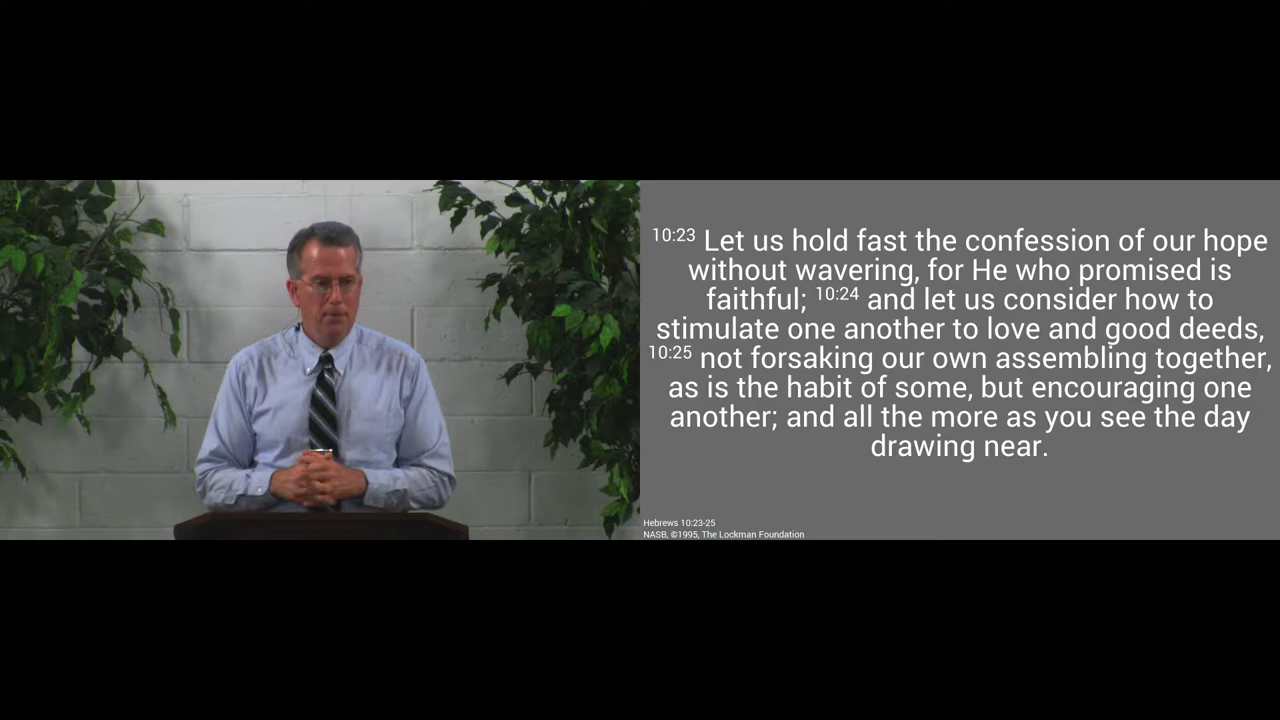 10:23 Let us hold fast the confession of our hope
without wavering, for He who promised is
faithful; 10:24 and let us consider how to
stimulate one another to love and good deeds,
10:25 not forsaking our own assembling together,
as is the habit of some, but encouraging one
another; and all the more as you see the day
drawing near.
Hebrews 10:23-25
NASB, ©1995, The Lockman Foundation